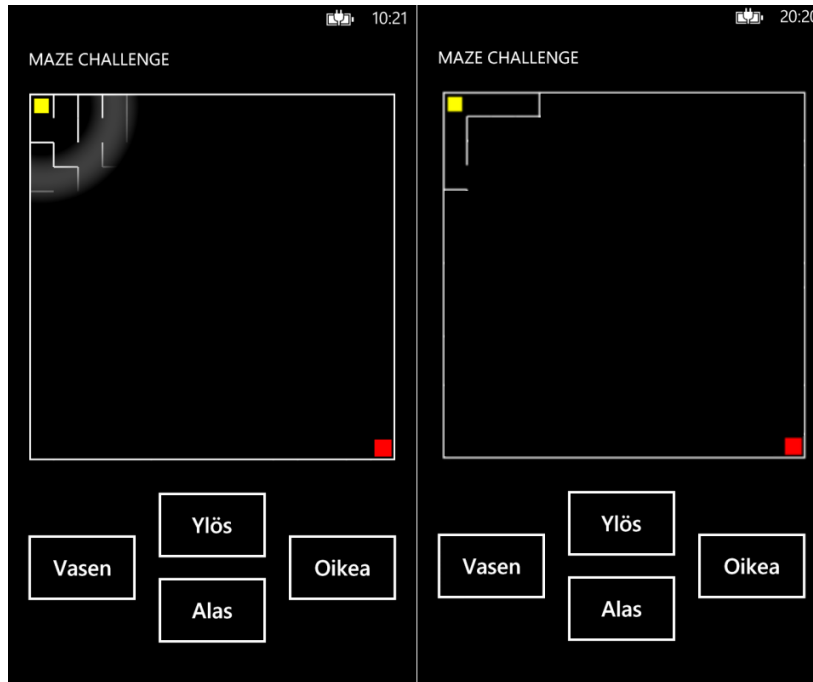 10:21
MAZE CHALLENGE
Ylös
Vasen
Oikea
Alas
20:20
MAZE CHALLENGE
Ylös
Vasen
Oikea
Alas